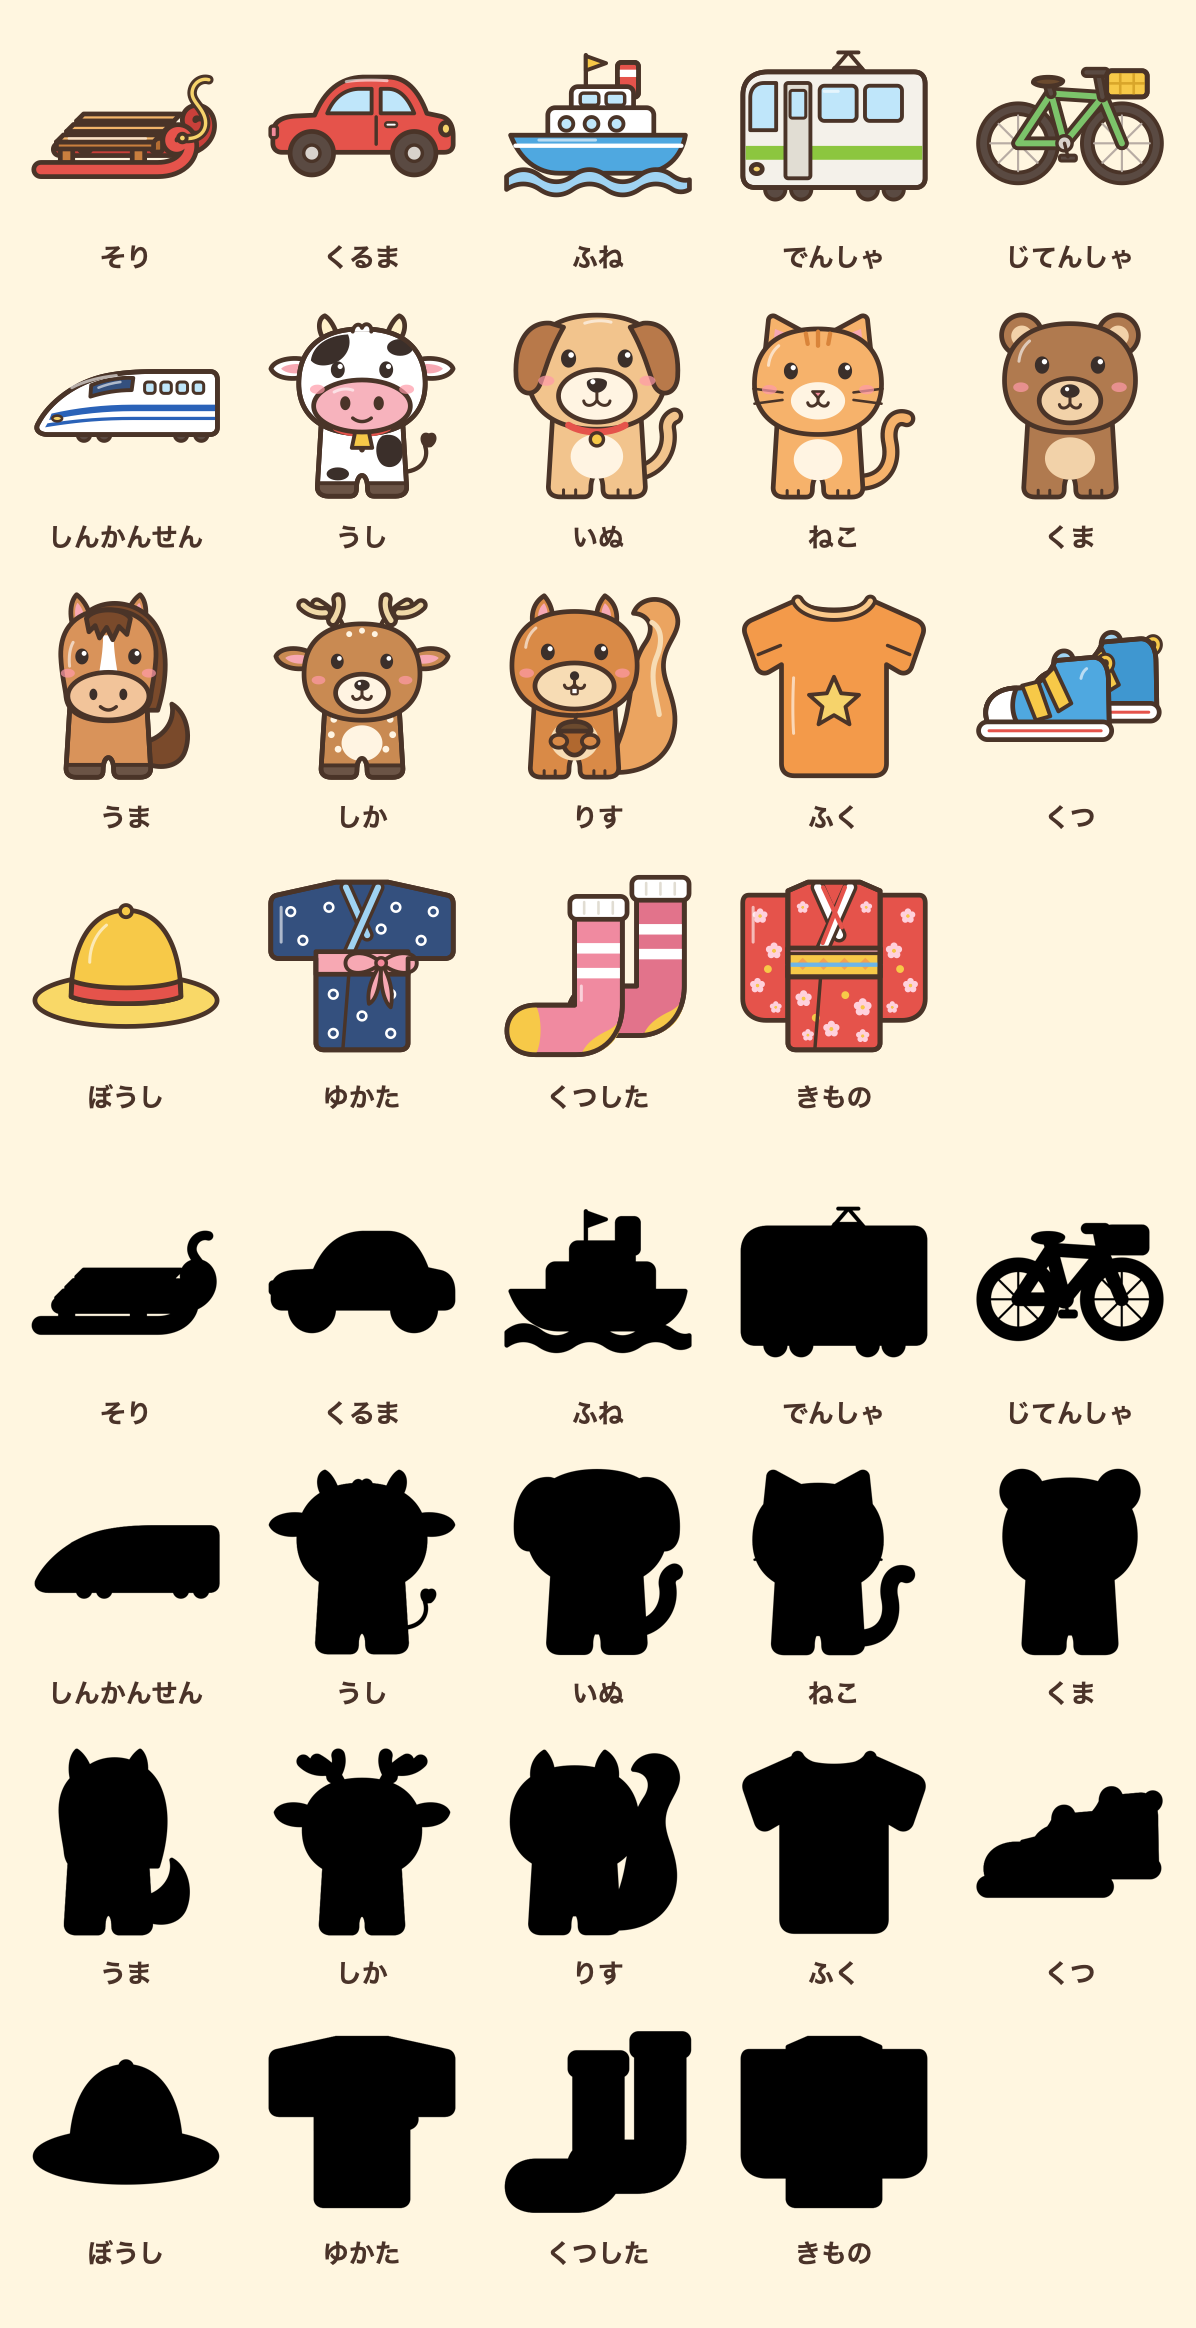 そり くるま ふね でんしゃ じてんしゃ
しんかんせん うし いぬ ねこ くま
うま しか りす ふく くつ
ぼうし ゆかた くつした きもの
そり くるま ふね でんしゃ じてんしゃ
しんかんせん うし いぬ ねこ くま
うま しか りす ふく くつ
ぼうし ゆかた くつした きもの